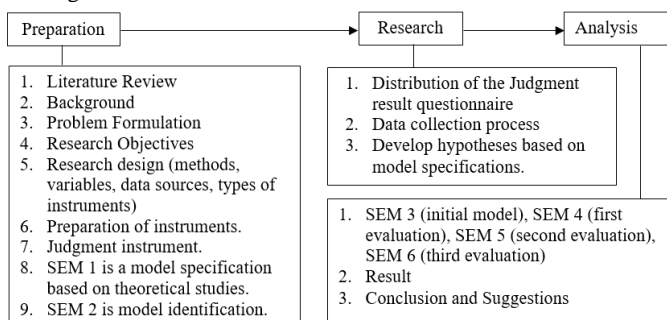 Preparation
Research
Analysis
1. Literature Review
2. Background
3. Problem Formulation
4. Research Objectives
5. Research design (methods,
variables, data sources, types of
instruments)
6. Preparation of instruments.
7. Judgment instrument.
8. SEM 1 is a model specification
based on theoretical studies.
9. SEM 2 is model identification.
1. Distribution of the Judgment
result questionnaire
2. Data collection process
3. Develop hypotheses based on
model specifications.
1. SEM 3 (initial model), SEM 4 (first
evaluation), SEM 5 (second evaluation),
SEM 6 (third evaluation)
2. Result
3. Conclusion and Suggestions